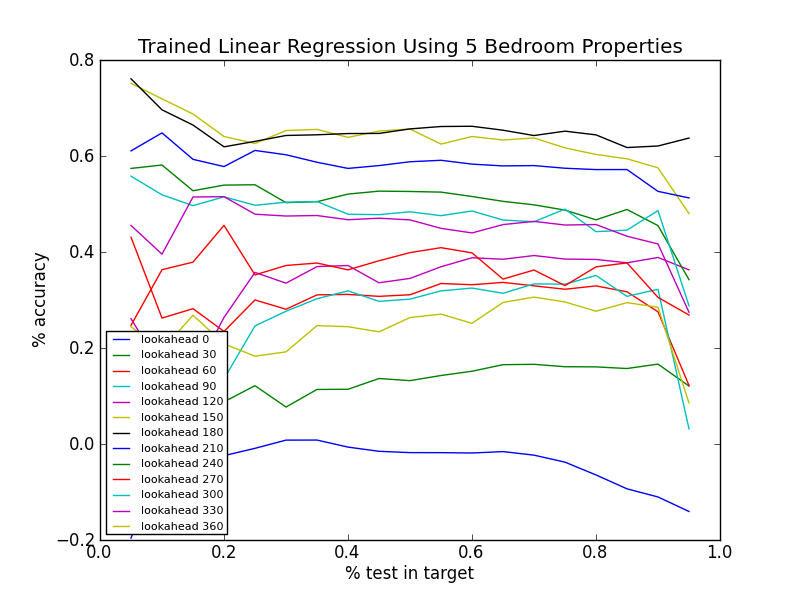 Trained Linear Regression Using 5 Bedroom Properties
0.8
0.6
0.4
0.2
0.0
−0.2
% accuracy
lookahead 0
lookahead 30
lookahead 60
lookahead 90
lookahead 120
lookahead 150
lookahead 180
lookahead 210
lookahead 240
lookahead 270
lookahead 300
lookahead 330
lookahead 360
0.0 0.2 0.4 0.6 0.8 1.0
% test in target